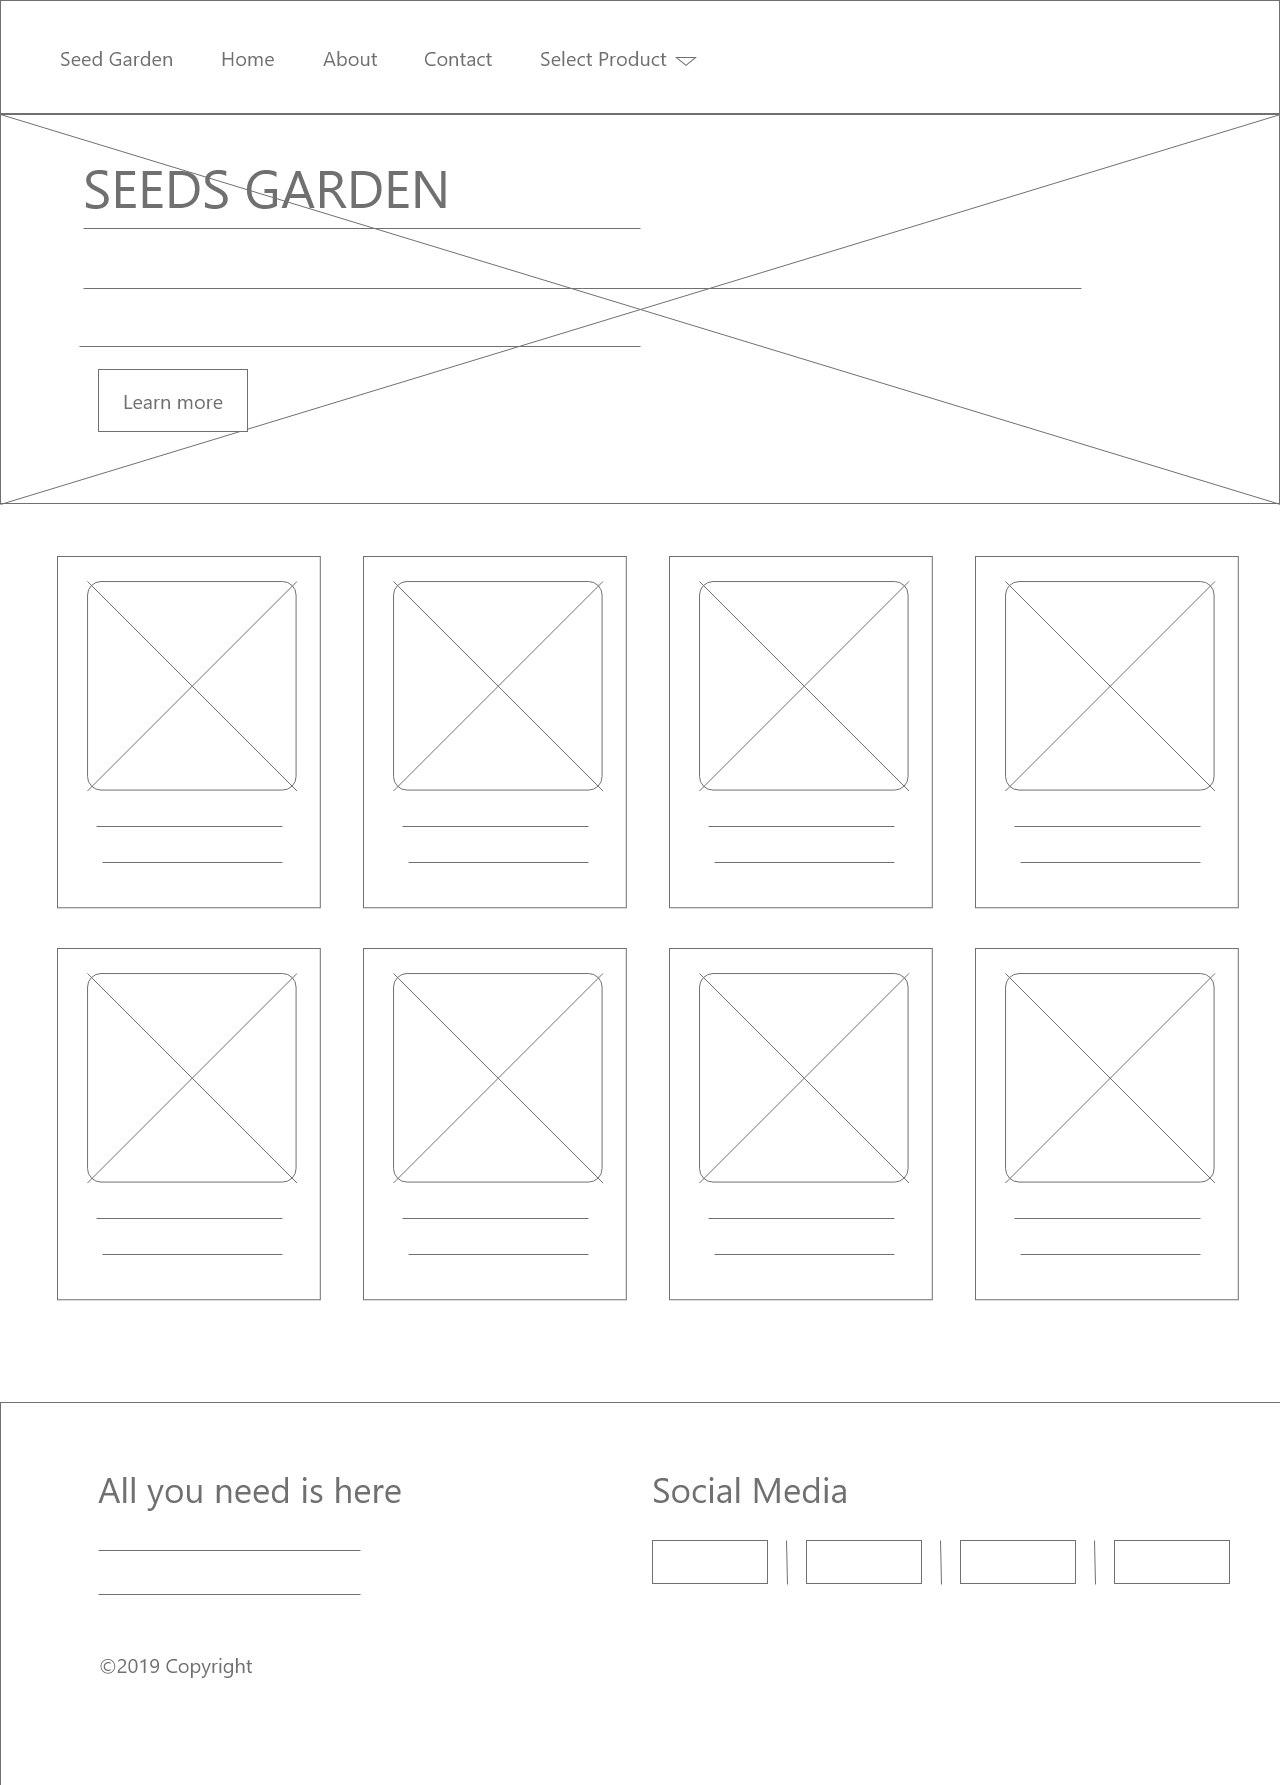 Seed Garden Home About Contact Select Product
SEEDS GARDEN
Learn more
All you need is here
Social Media
©2019 Copyright